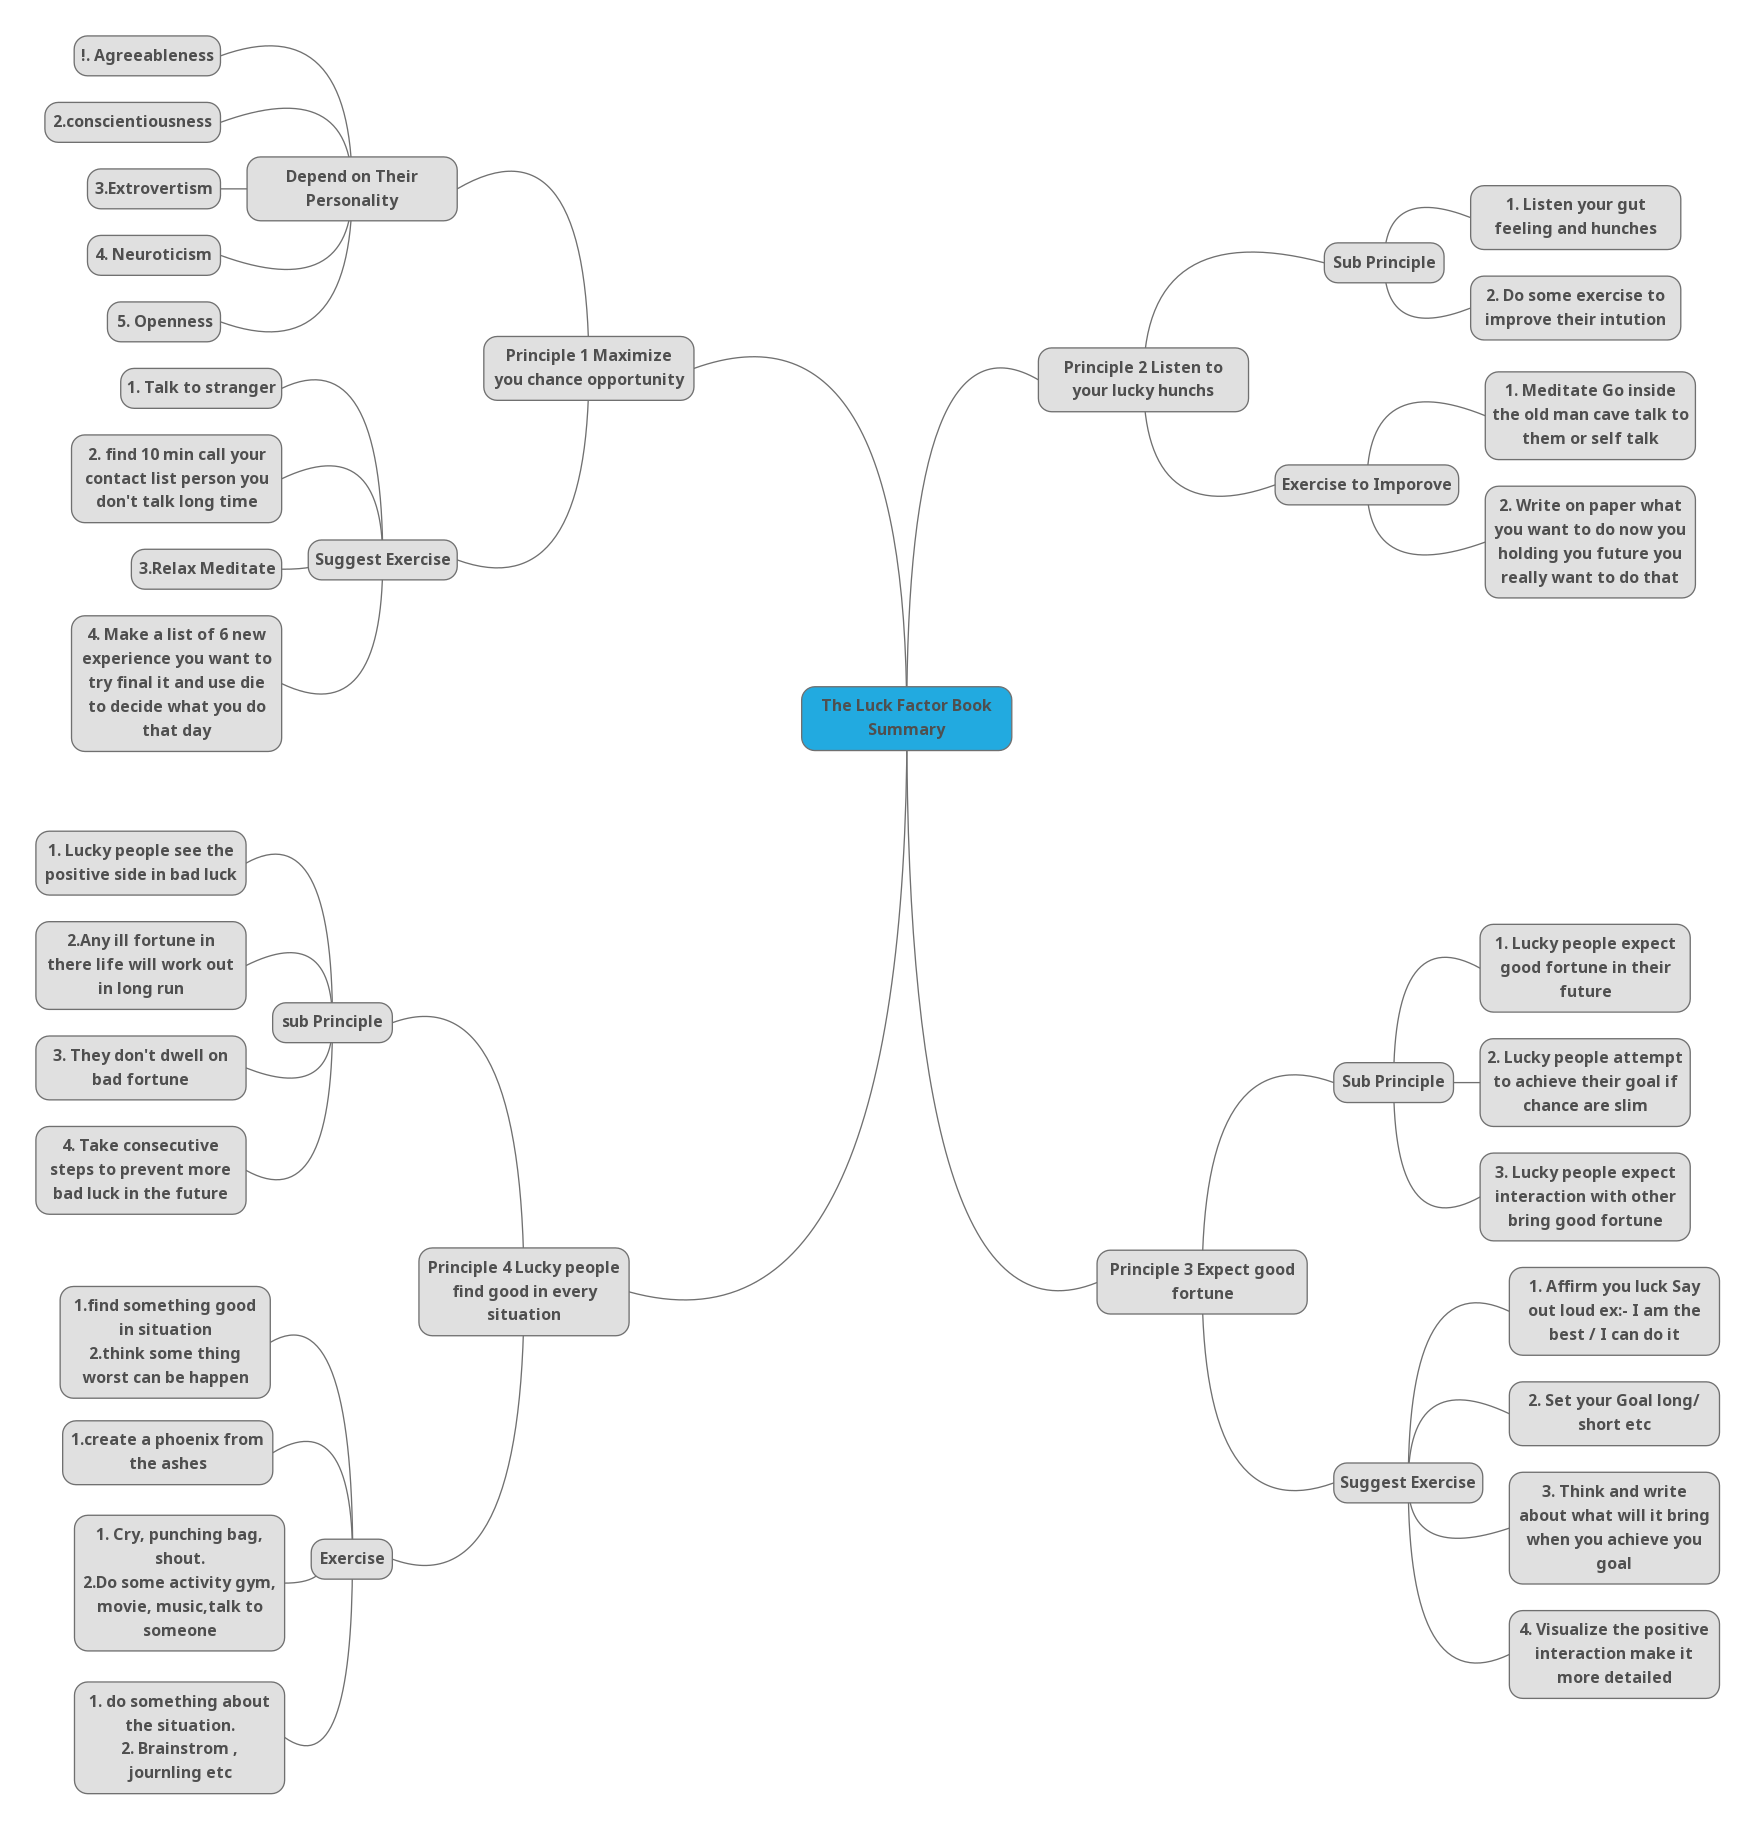 The Luck Factor Book
Summary
Principle 1 Maximize
you chance opportunity
Depend on Their
Personality
!. Agreeableness
2.conscientiousness
3.Extrovertism
4. Neuroticism
5. Openness
Suggest Exercise
1. Talk to stranger
2. find 10 min call your
contact list person you
don't talk long time
3.Relax Meditate
4. Make a list of 6 new
experience you want to
try final it and use die
to decide what you do
that day
Principle 2 Listen to
your lucky hunchs
Sub Principle
1. Listen your gut
feeling and hunches
2. Do some exercise to
improve their intution
Exercise to Imporove
1. Meditate Go inside
the old man cave talk to
them or self talk
2. Write on paper what
you want to do now you
holding you future you
really want to do that
Principle 3 Expect good
fortune
Sub Principle
1. Lucky people expect
good fortune in their
future
2. Lucky people attempt
to achieve their goal if
chance are slim
3. Lucky people expect
interaction with other
bring good fortune
Suggest Exercise
1. Affirm you luck Say
out loud ex:- I am the
best / I can do it
2. Set your Goal long/
short etc
3. Think and write
about what will it bring
when you achieve you
goal
4. Visualize the positive
interaction make it
more detailed
Principle 4 Lucky people
find good in every
situation
sub Principle
1. Lucky people see the
positive side in bad luck
2.Any ill fortune in
there life will work out
in long run
3. They don't dwell on
bad fortune
4. Take consecutive
steps to prevent more
bad luck in the future
Exercise
1.find something good
in situation
2.think some thing
worst can be happen
1.create a phoenix from
the ashes
1. Cry, punching bag,
shout.
2.Do some activity gym,
movie, music,talk to
someone
1. do something about
the situation.
2. Brainstrom ,
journling etc